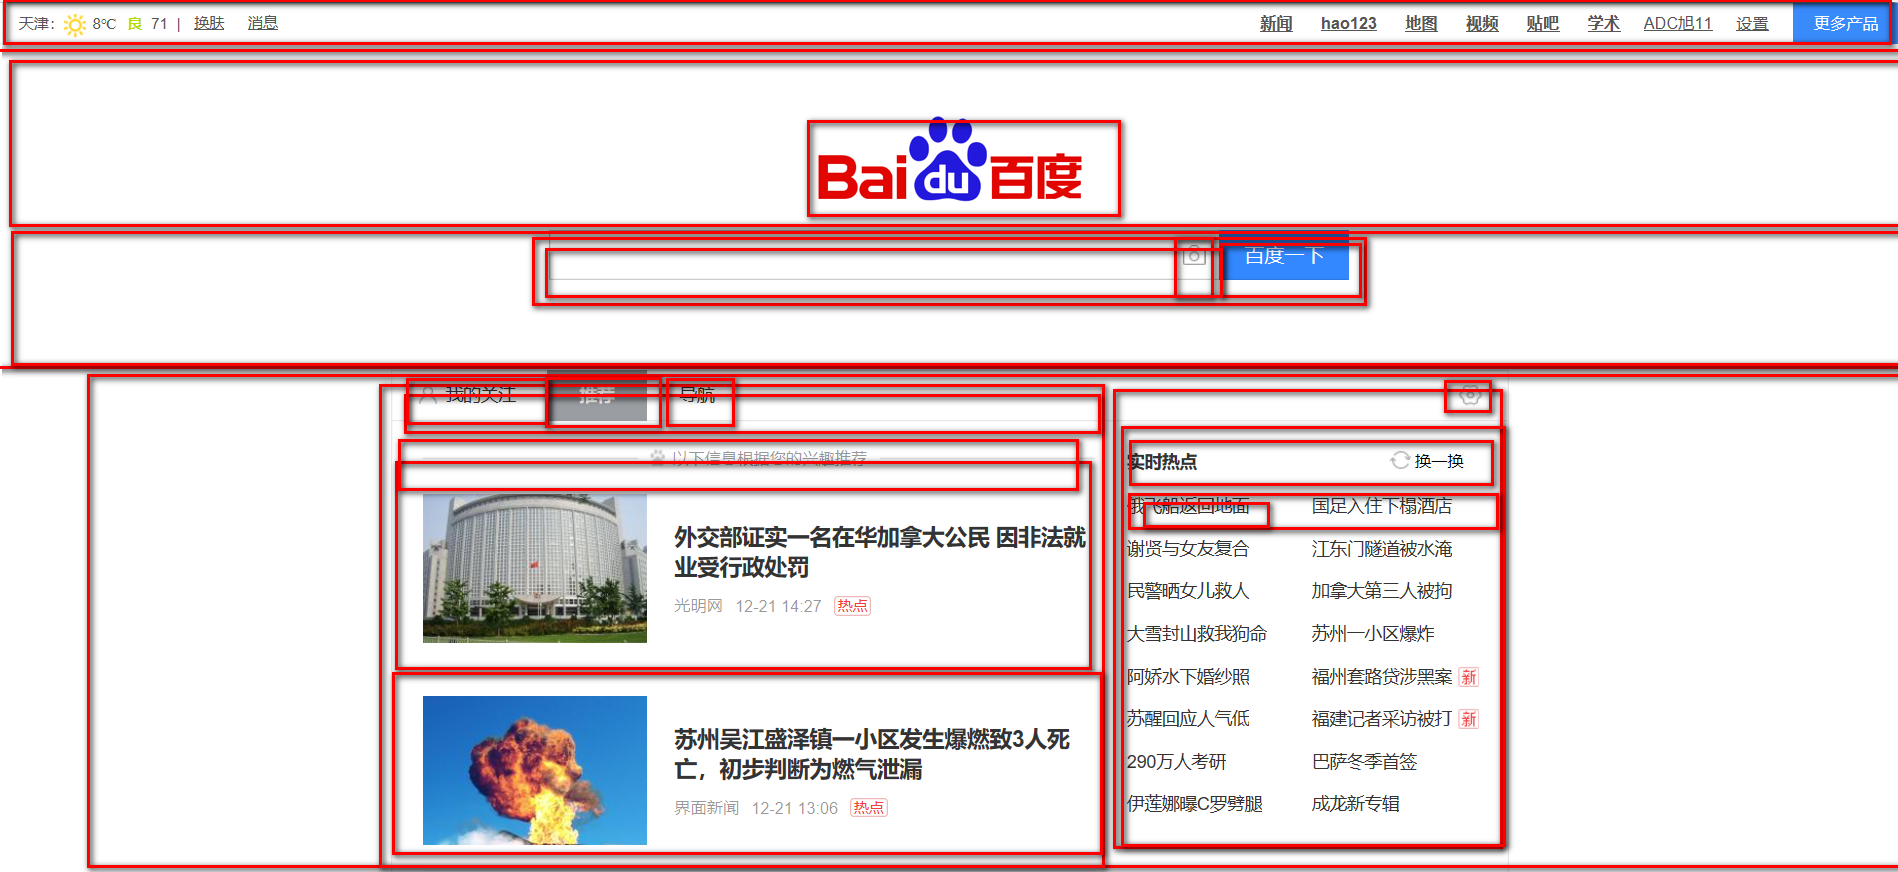 天津： 8℃ 良 71 | 换肤 消息 新闻 hao123 地图 视频 贴吧 学术 ADC旭11 设置 更多产品
Bai du 百度
百度一下
我的关注 推荐 导航
以下信息根据您的兴趣推荐
外交部证实一名在华加拿大公民 因非法就
业受行政处罚
光明网 12-21 14:27 热点
苏州吴江盛泽镇一小区发生爆燃致3人死
亡，初步判断为燃气泄漏
界面新闻 12-21 13:06 热点
实时热点 换一换
俄飞船返回地面 国足入住下榻酒店
谢贤与女友复合 江东门隧道被水淹
民警晒女儿救人 加拿大第三人被拘
大雪封山救我狗命 苏州一小区爆炸
阿娇水下婚纱照 福州套路贷涉黑案 新
苏醒回应人气低 福建记者采访被打 新
290万人考研 巴萨冬季首签
伊莲娜曝C罗劈腿 成龙新专辑